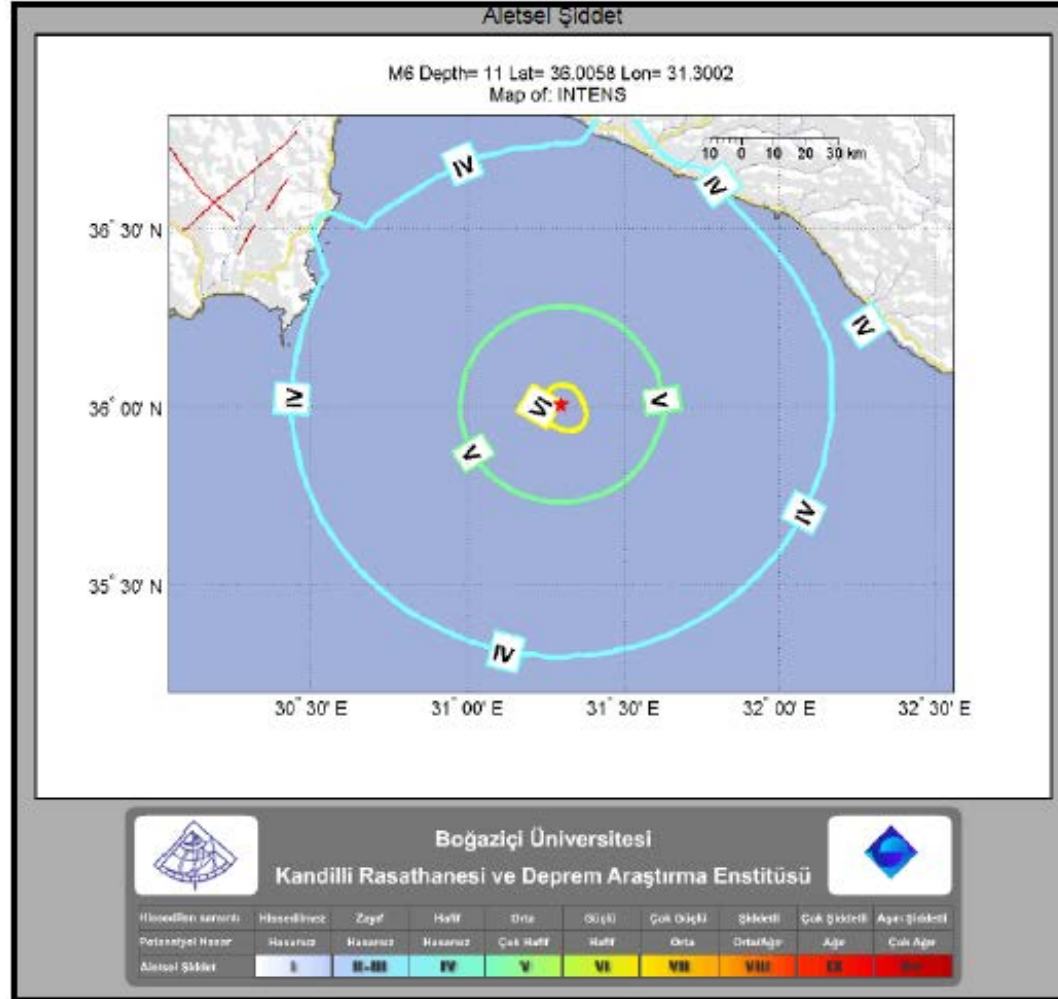 Aletsel Şiddet
M6 Depth= 11 Lat= 36.0058 Lon= 31.3002
Map of: INTENS
10 0 10 20 30 km
IV
IV
36° 30' N
IV
36° 00' N
IV
VI
V
V
IV
35° 30' N
IV
30° 30' E 31° 00' E 31° 30' E 32° 00' E 32° 30' E
Boğaziçi Üniversitesi
Kandilli Rasathanesi ve Deprem Araştırma Enstitüsü
Hissedilen sarsıntı Hissedilmez Zayıf Hafif Orta Güçlü Çok Güçlü Şiddetli Çok Şiddetli Aşırı Şiddetli
Potansiyel Hasar Hasarsız Hasarsız Hasarsız Çok Hafif Hafif Orta Orta/Ağır Ağır Çok Ağır
Aletsel Şiddet I II-III IV V VI VII VIII IX